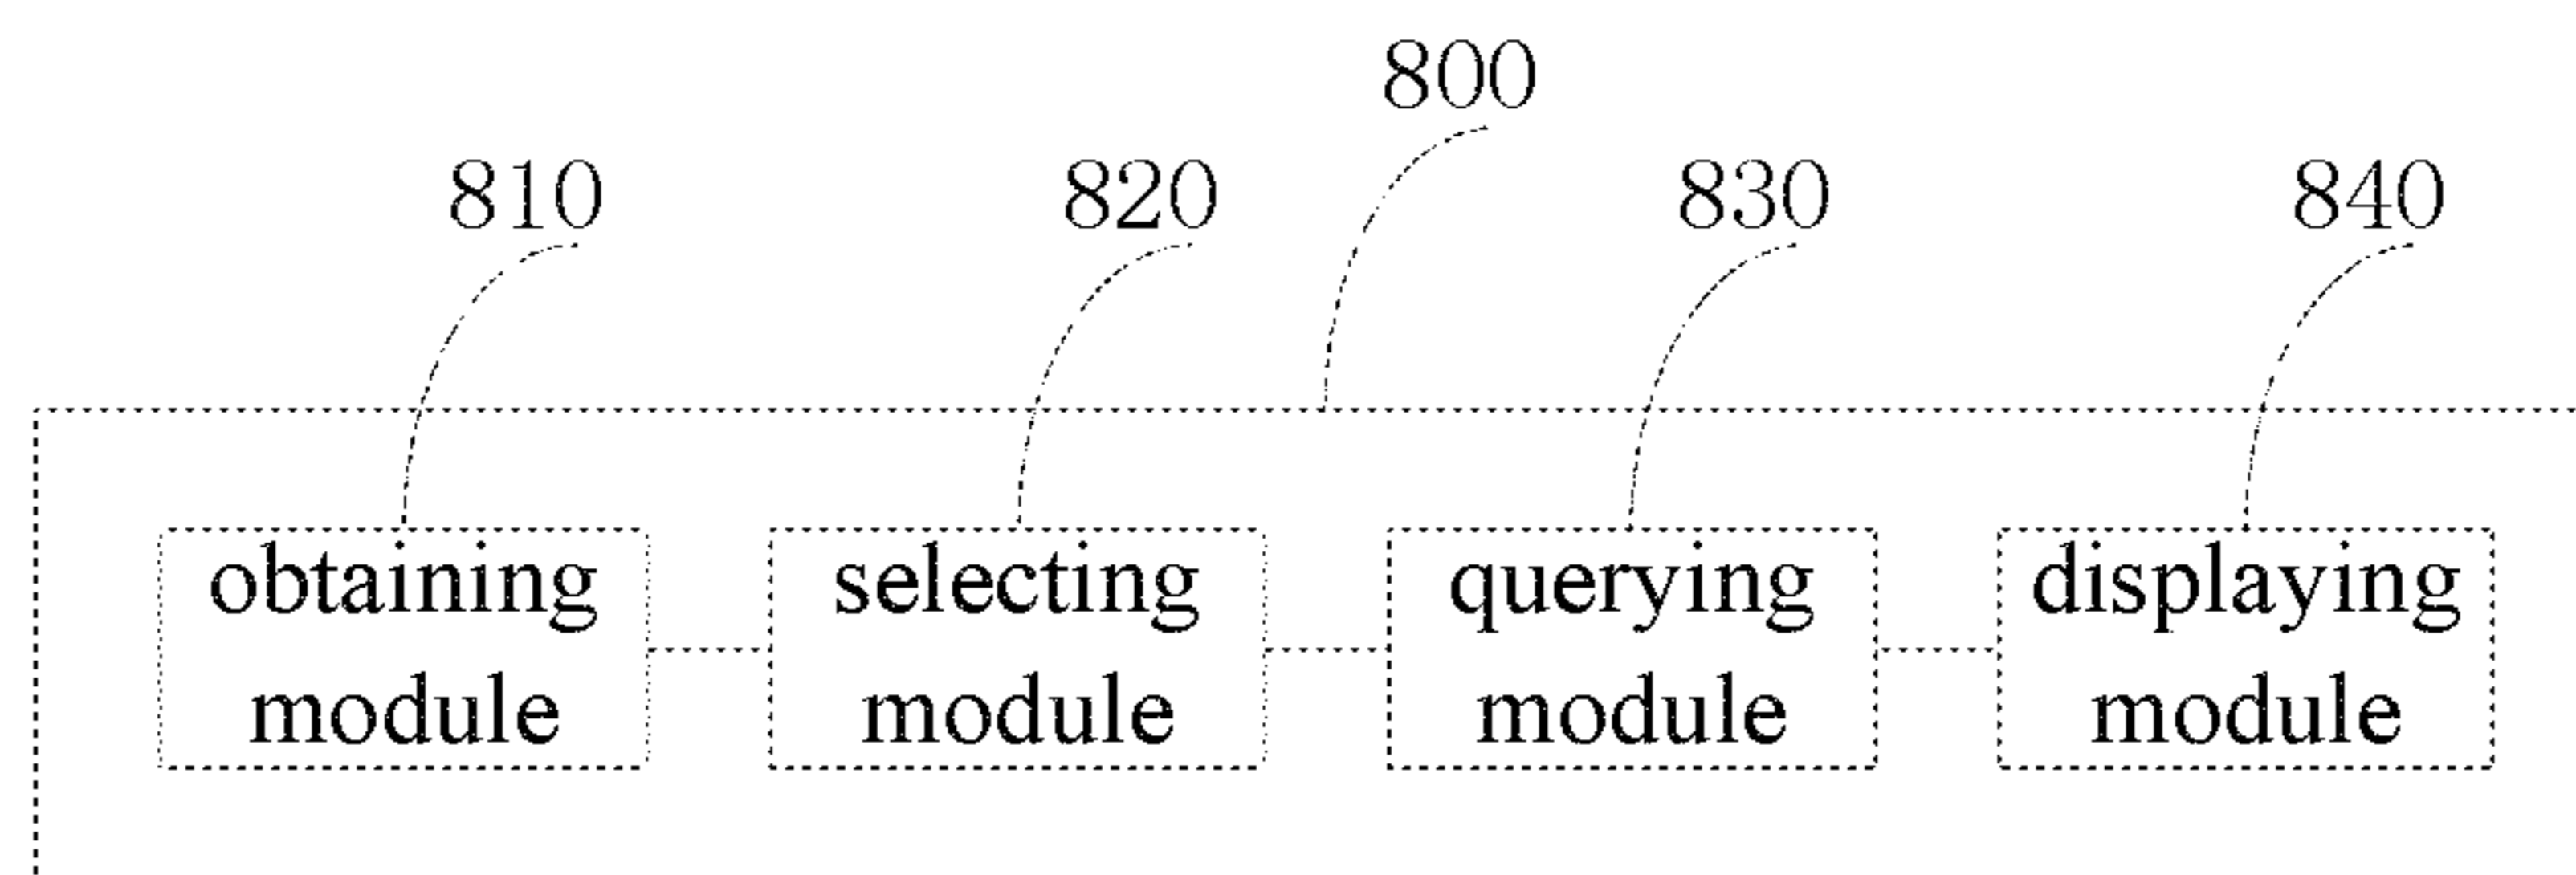 800
810 820 830 840
obtaining selecting querying displaying
module module module module